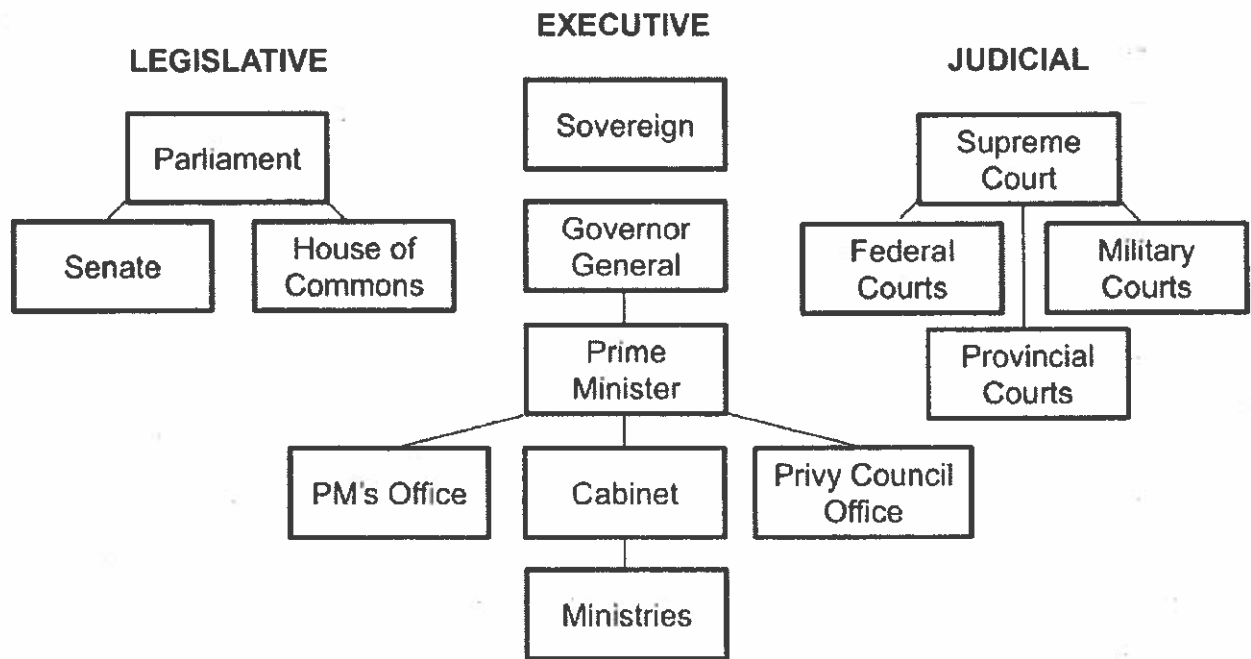 EXECUTIVE
LEGISLATIVE
JUDICIAL
Sovereign
Parliament
Supreme
Court
Senate
House of
Commons
Governor
General
Federal
Courts
Military
Courts
Prime
Minister
Provincial
Courts
PM's Office
Cabinet
Privy Council
Office
Ministries